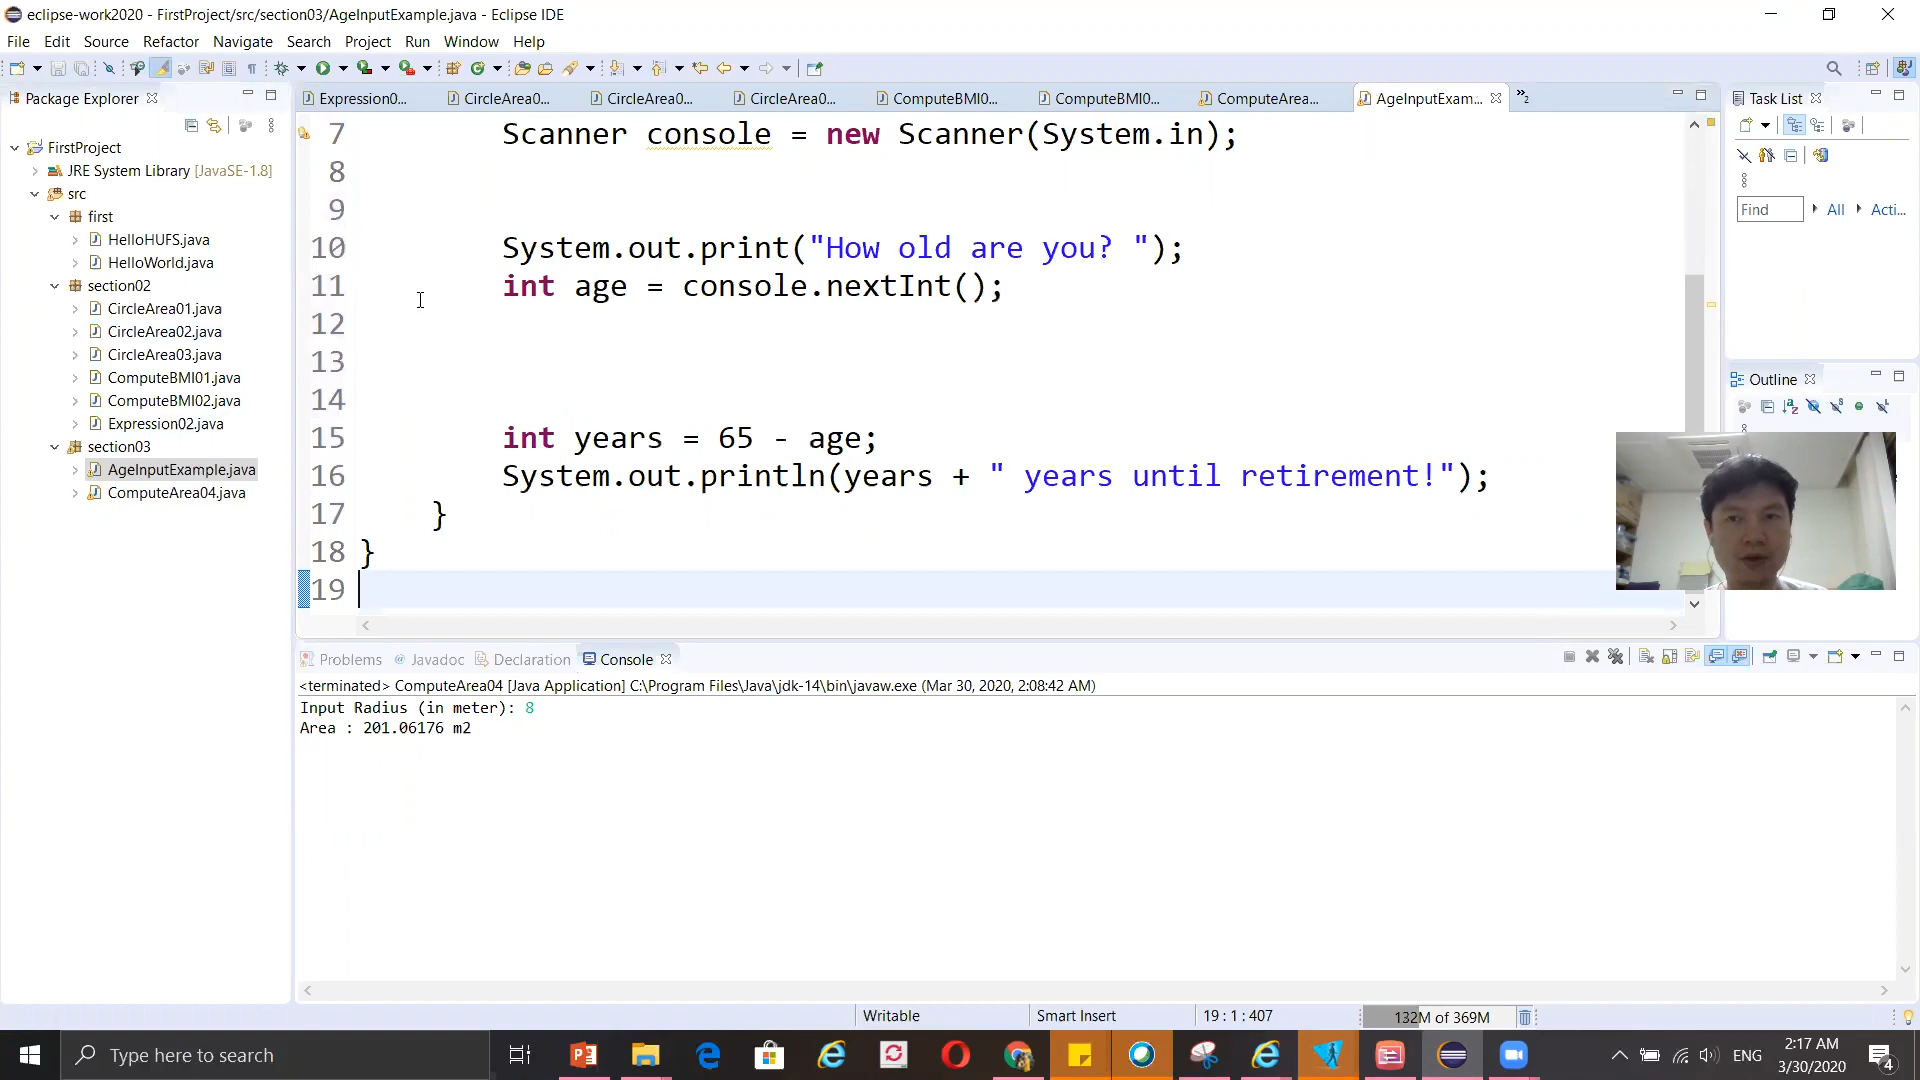 eclipse-work2020 - FirstProject/src/section03/AgeInputExample.java - Eclipse IDE
File Edit Source Refactor Navigate Search Project Run Window Help
Package Explorer
Expression0... CircleArea0... CircleArea0... CircleArea0... ComputeBMI0... ComputeBMI0... ComputeArea... AgeInputExam... »2
Task List
FirstProject
JRE System Library [JavaSE-1.8]
src
first
HelloHUFS.java
HelloWorld.java
section02
CircleArea01.java
CircleArea02.java
CircleArea03.java
ComputeBMI01.java
ComputeBMI02.java
Expression02.java
section03
AgeInputExample.java
ComputeArea04.java
7 Scanner console = new Scanner(System.in);
8
9
10 System.out.print("How old are you? ");
11 int age = console.nextInt();
12
13
14
15 int years = 65 - age;
16 System.out.println(years + " years until retirement!");
17 }
18 }
19
Find All Acti...
Outline
Problems Javadoc Declaration Console
<terminated> ComputeArea04 [Java Application] C:\Program Files\Java\jdk-14\bin\javaw.exe (Mar 30, 2020, 2:08:42 AM)
Input Radius (in meter): 8
Area : 201.06176 m2
Writable Smart Insert 19 : 1 : 407 132M of 369M
Type here to search
ENG
2:17 AM
3/30/2020
4